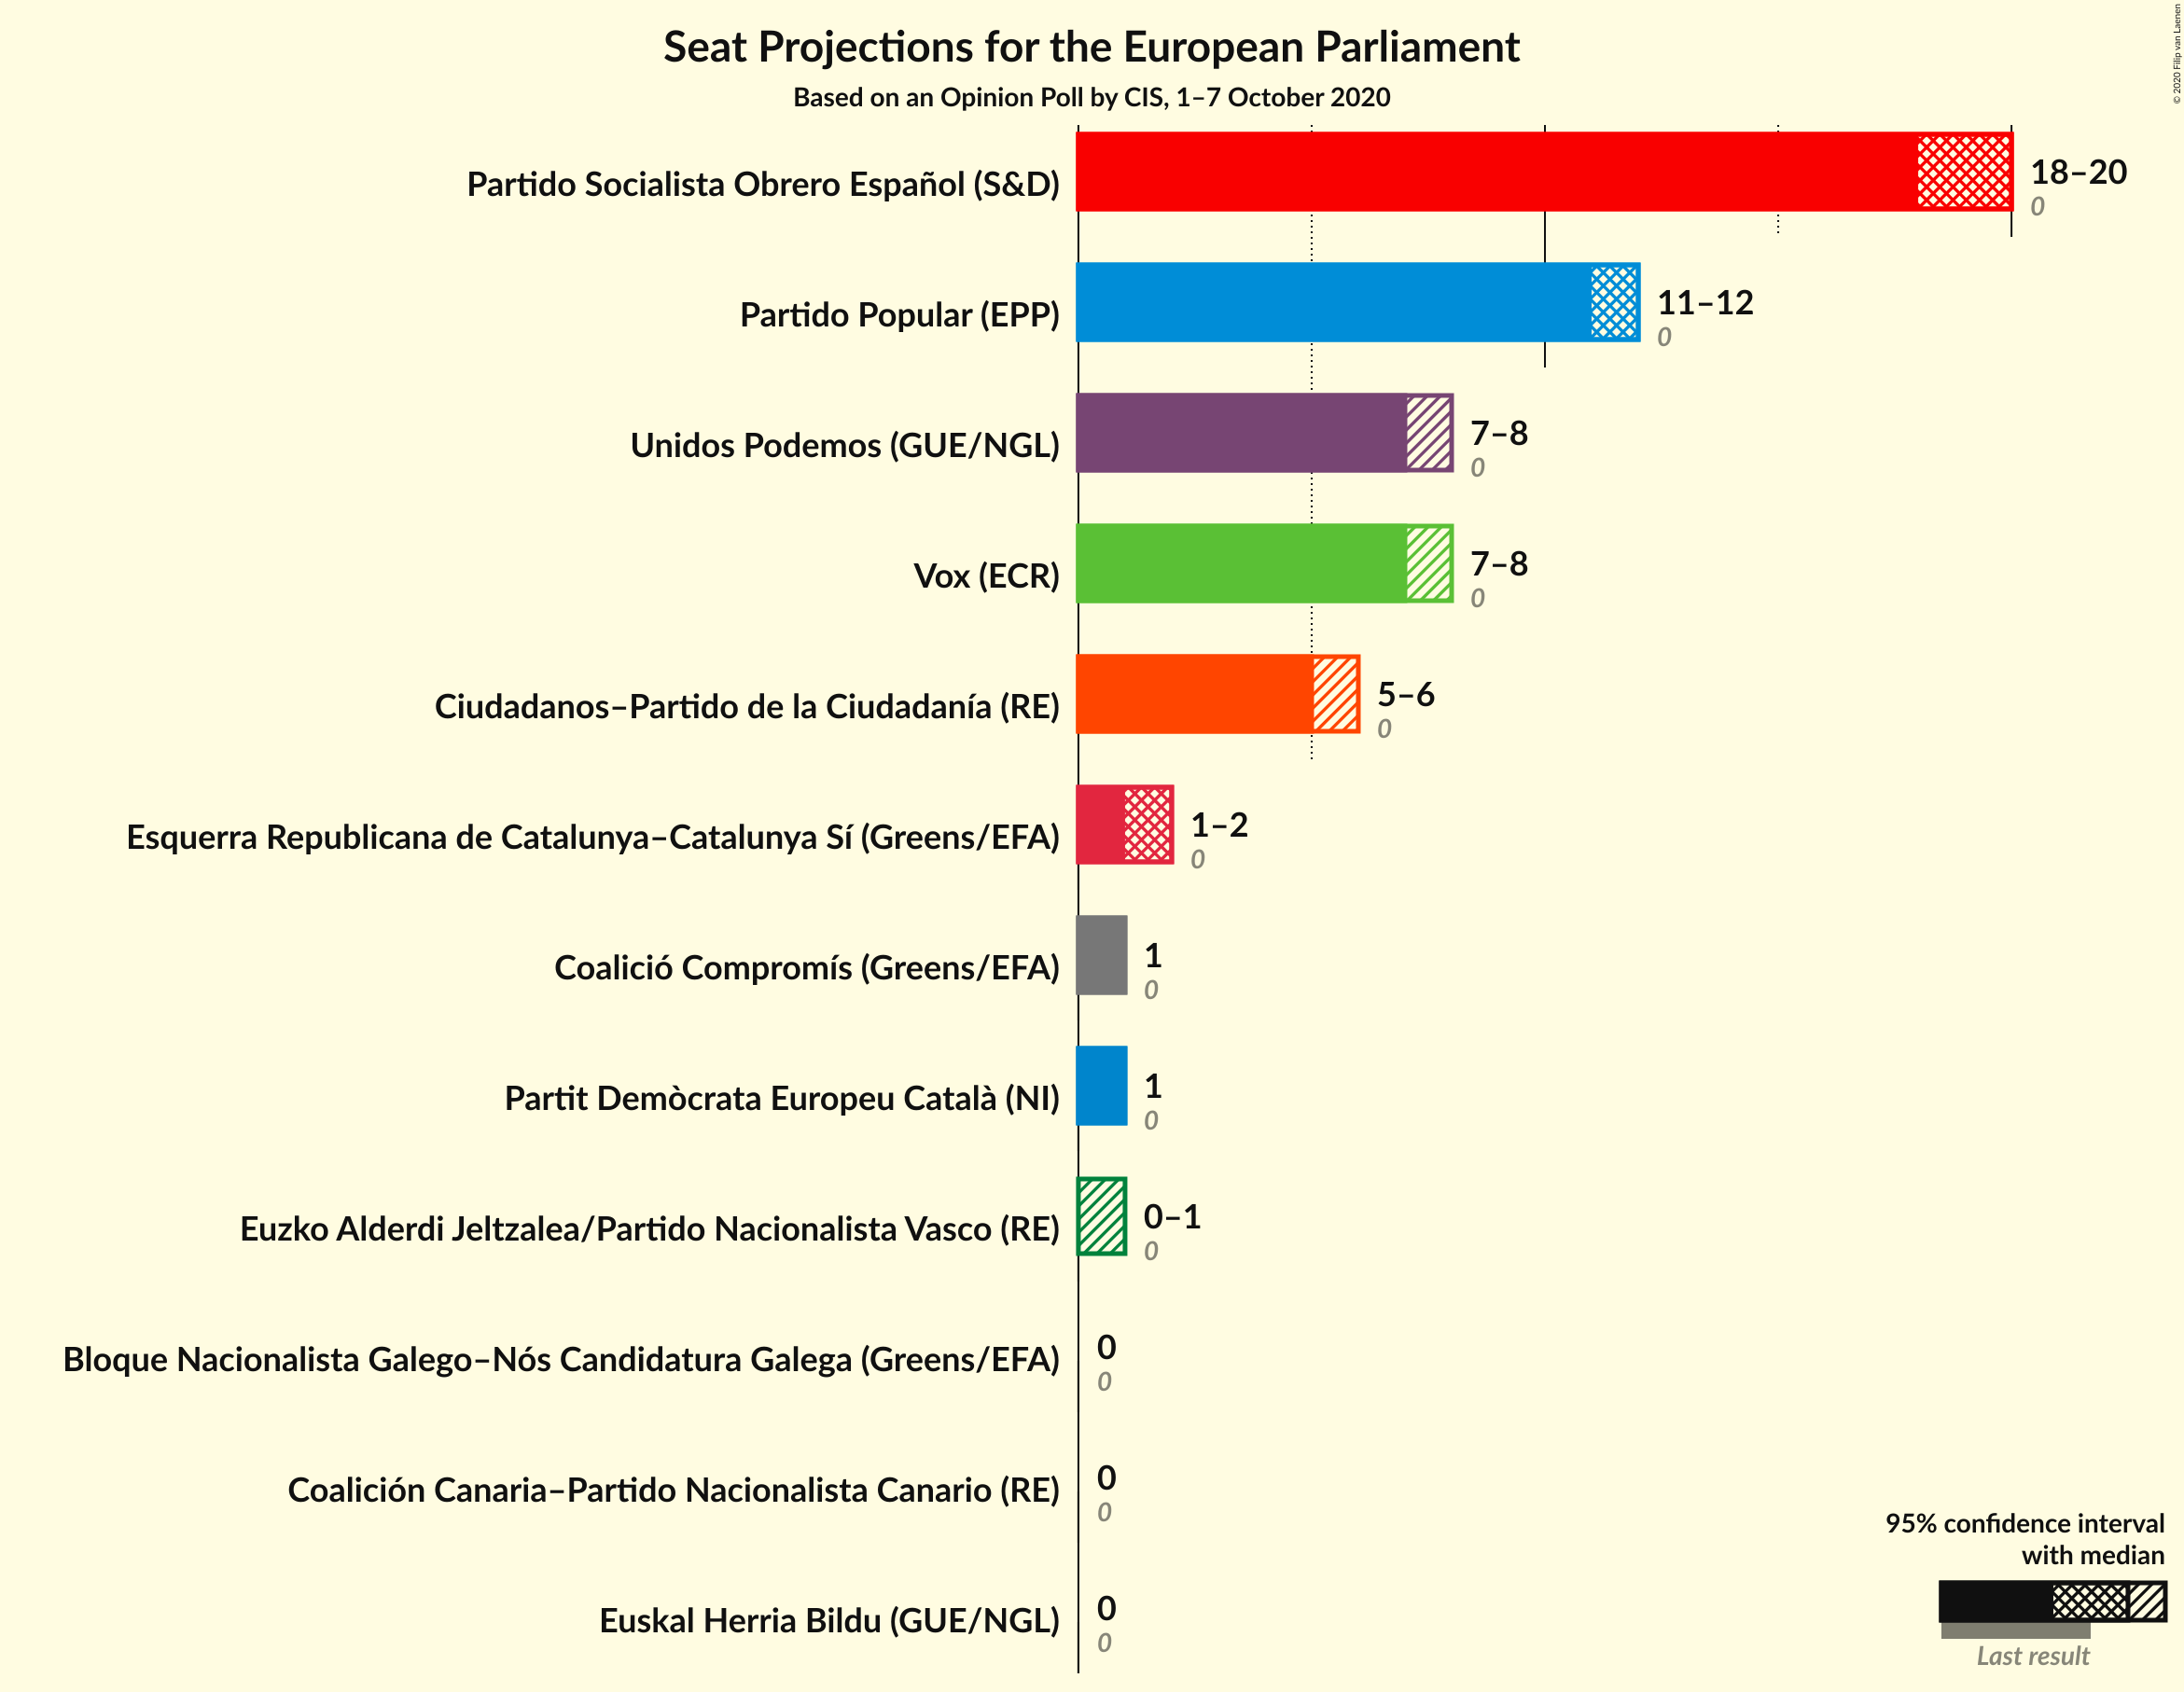 Seat Projections for the European Parliament
Based on an Opinion Poll by CIS, 1–7 October 2020
© 2020 Filip van Laenen
Partido Socialista Obrero Español (S&D)
18–20
0
Partido Popular (EPP)
11–12
0
Unidos Podemos (GUE/NGL)
7–8
0
Vox (ECR)
7–8
0
Ciudadanos–Partido de la Ciudadanía (RE)
5–6
0
Esquerra Republicana de Catalunya–Catalunya Sí (Greens/EFA)
1–2
0
Coalició Compromís (Greens/EFA)
1
0
Partit Demòcrata Europeu Català (NI)
1
0
Euzko Alderdi Jeltzalea/Partido Nacionalista Vasco (RE)
0–1
0
Bloque Nacionalista Galego–Nós Candidatura Galega (Greens/EFA)
0
0
Coalición Canaria–Partido Nacionalista Canario (RE)
0
0
Euskal Herria Bildu (GUE/NGL)
0
0
95% confidence interval
with median
Last result